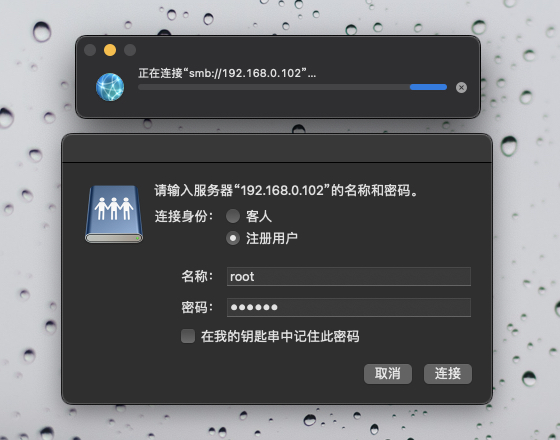 正在连接“smb://192.168.0.102”...
请输入服务器“192.168.0.102”的名称和密码。
连接身份： 客人
注册用户
名称： root
密码： ●●●●●●
在我的钥匙串中记住此密码
取消 连接